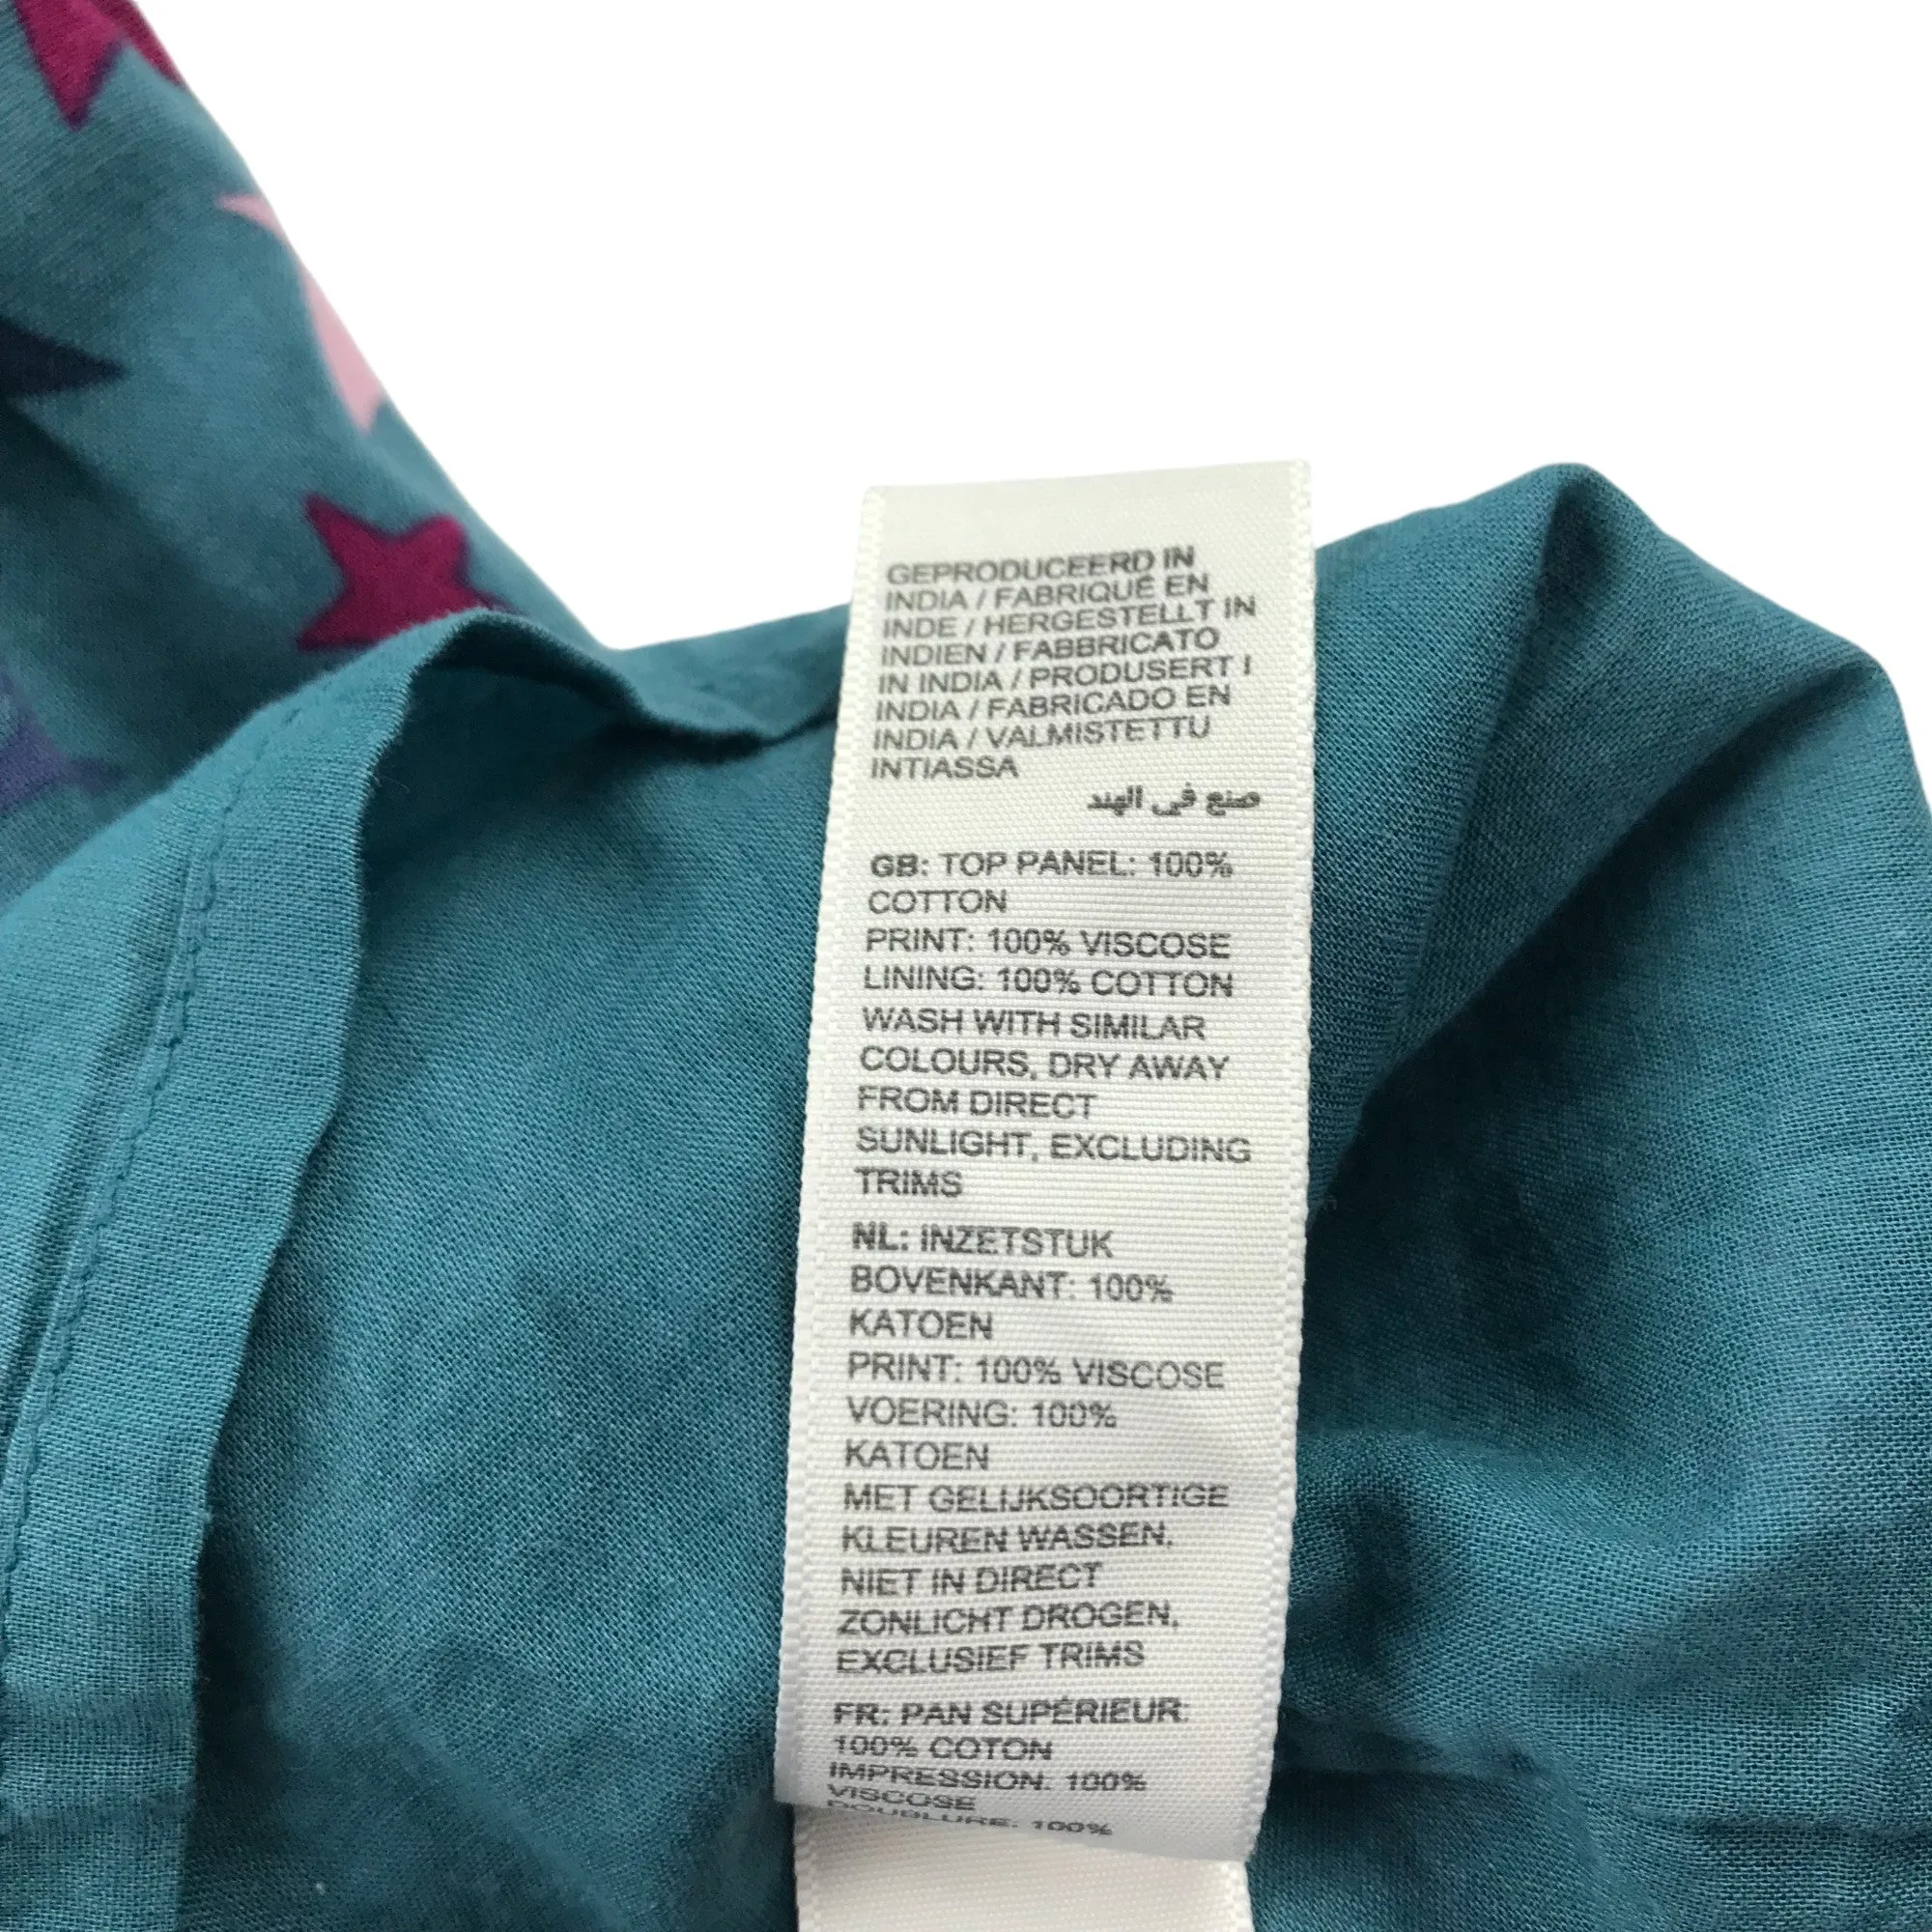 GEPRODUCEERD IN
INDIA / FABRIQUÉ EN
INDE / HERGESTELLT IN
INDIEN / FABBRICATO
IN INDIA / PRODUSERT I
INDIA / FABRICADO EN
INDIA / VALMISTETTU
INTIASSA
صنع في الهند
GB: TOP PANEL: 100%
COTTON
PRINT: 100% VISCOSE
LINING: 100% COTTON
WASH WITH SIMILAR
COLOURS, DRY AWAY
FROM DIRECT
SUNLIGHT, EXCLUDING
TRIMS
NL: INZETSTUK
BOVENKANT: 100%
KATOEN
PRINT: 100% VISCOSE
VOERING: 100%
KATOEN
MET GELIJKSOORTIGE
KLEUREN WASSEN,
NIET IN DIRECT
ZONLICHT DROGEN,
EXCLUSIEF TRIMS
FR: PAN SUPÉRIEUR:
100% COTON
IMPRESSION: 100%
VISCOSE
DOUBLURE: 100%